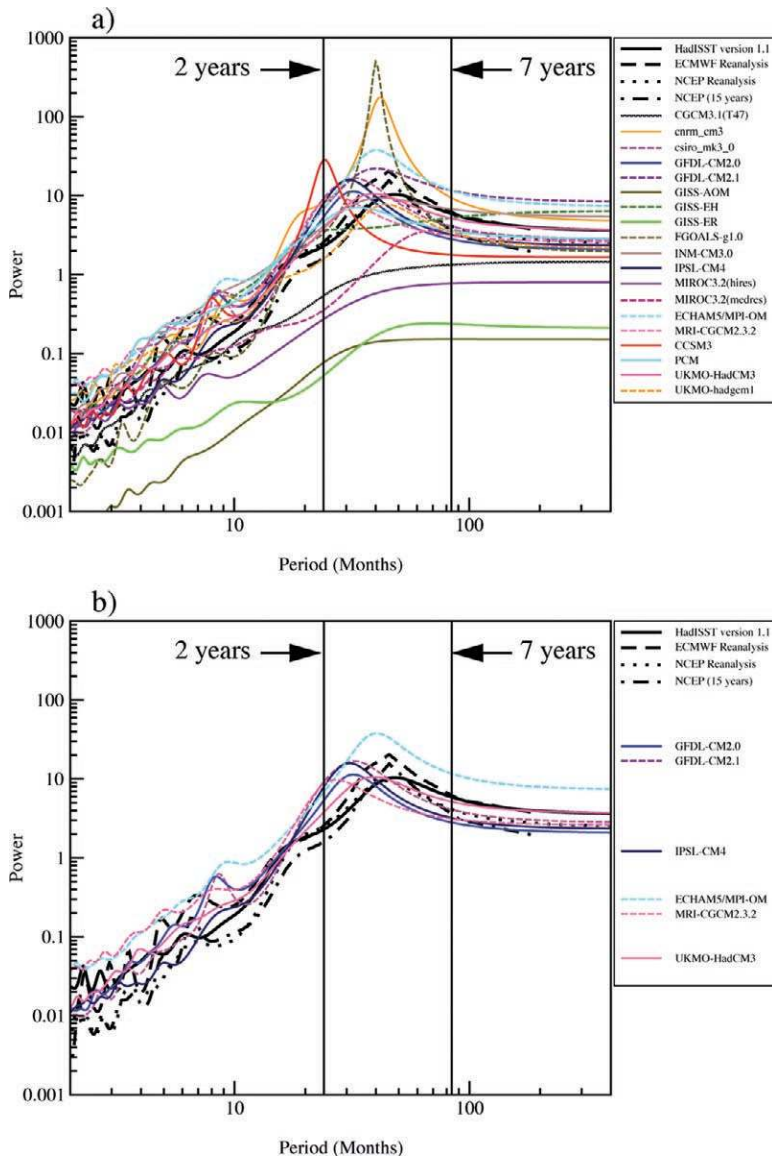 a)
1000
100
10
1
0.1
0.01
0.001
Power
2 years
7 years
10
100
Period (Months)
HadISST version 1.1
ECMWF Reanalysis
NCEP Reanalysis
NCEP (15 years)
CGCM3.1(T47)
cnrm_cm3
csiro_mk3_0
GFDL-CM2.0
GFDL-CM2.1
GISS-AOM
GISS-EH
GISS-ER
FGOALS-g1.0
INM-CM3.0
IPSL-CM4
MIROC3.2(hires)
MIROC3.2(medres)
ECHAM5/MPI-OM
MRI-CGCM2.3.2
CCSM3
PCM
UKMO-HadCM3
UKMO-hadgem1
b)
1000
100
10
1
0.1
0.01
0.001
Power
2 years
7 years
10
100
Period (Months)
HadISST version 1.1
ECMWF Reanalysis
NCEP Reanalysis
NCEP (15 years)
GFDL-CM2.0
GFDL-CM2.1
IPSL-CM4
ECHAM5/MPI-OM
MRI-CGCM2.3.2
UKMO-HadCM3